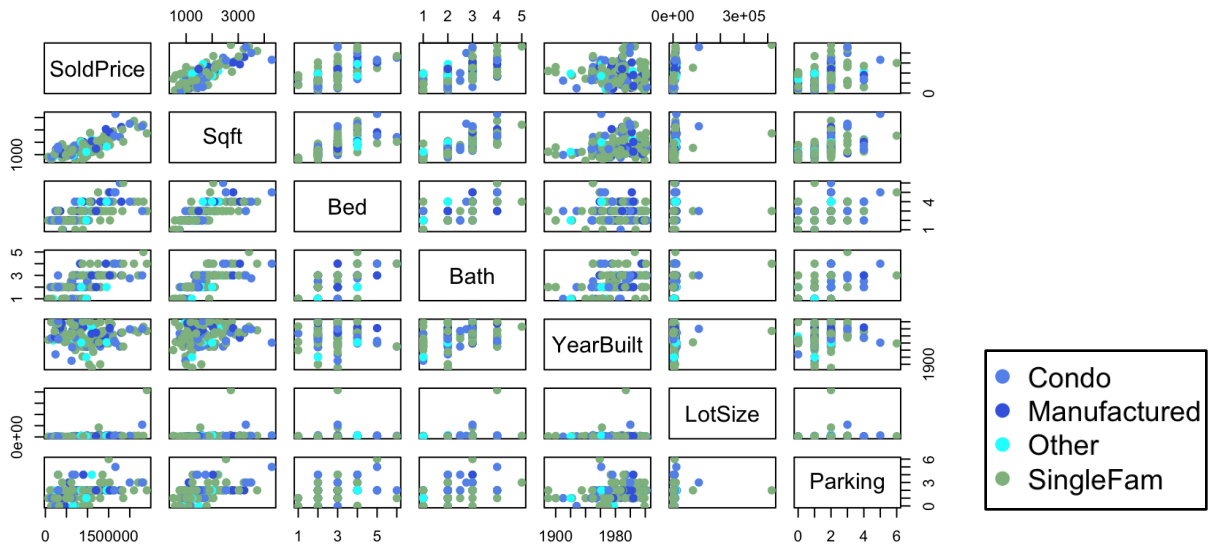 1000 3000
1 2 3 4 5
0e+00 3e+05
SoldPrice
0
1000
Sqft
Bed
1 4
1 3 5
Bath
YearBuilt
1900
0e+00
LotSize
Parking
0 3 6
0 1500000
1 3 5
1900 1980
0 2 4 6
Condo
Manufactured
Other
SingleFam